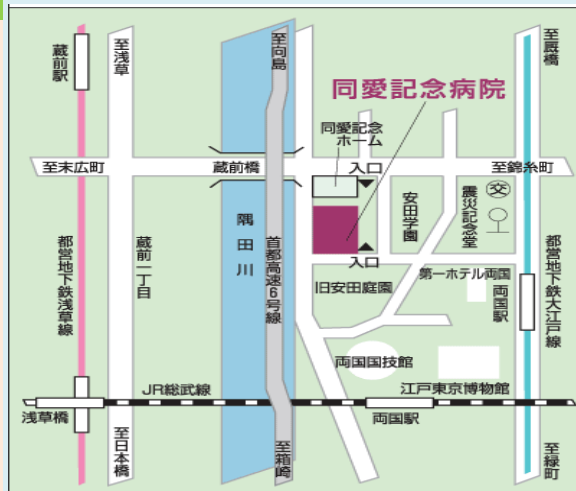 至浅草
蔵前駅
至向島
至厩橋
同愛記念病院
同愛記念
ホーム
至末広町
蔵前橋
入口
至錦糸町
安田学園
震災記念堂
交
隅田川
首都高速6号線
都営地下鉄浅草線
蔵前一丁目
入口
旧安田庭園
第一ホテル両国
両国駅
都営地下鉄大江戸線
両国国技館
JR総武線
江戸東京博物館
浅草橋
両国駅
至日本橋
至箱崎
至緑町